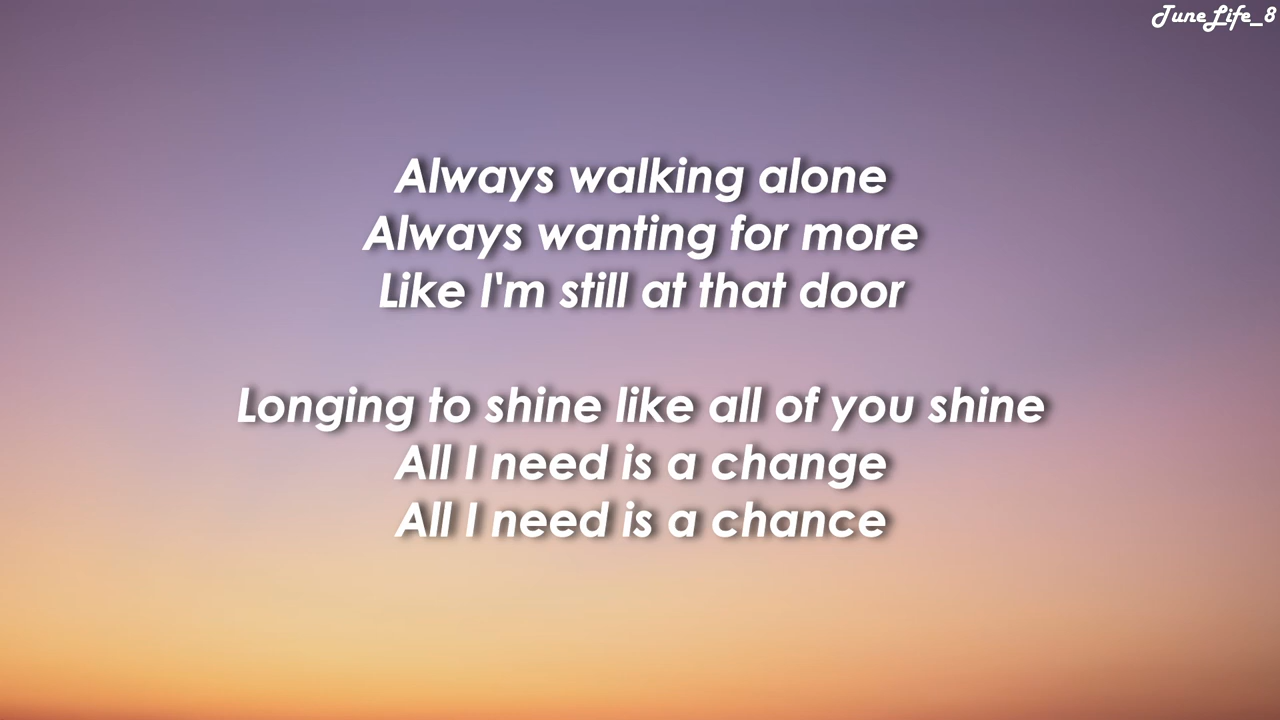 TuneLife_8
Always walking alone
Always wanting for more
Like I'm still at that door
Longing to shine like all of you shine
All I need is a change
All I need is a chance